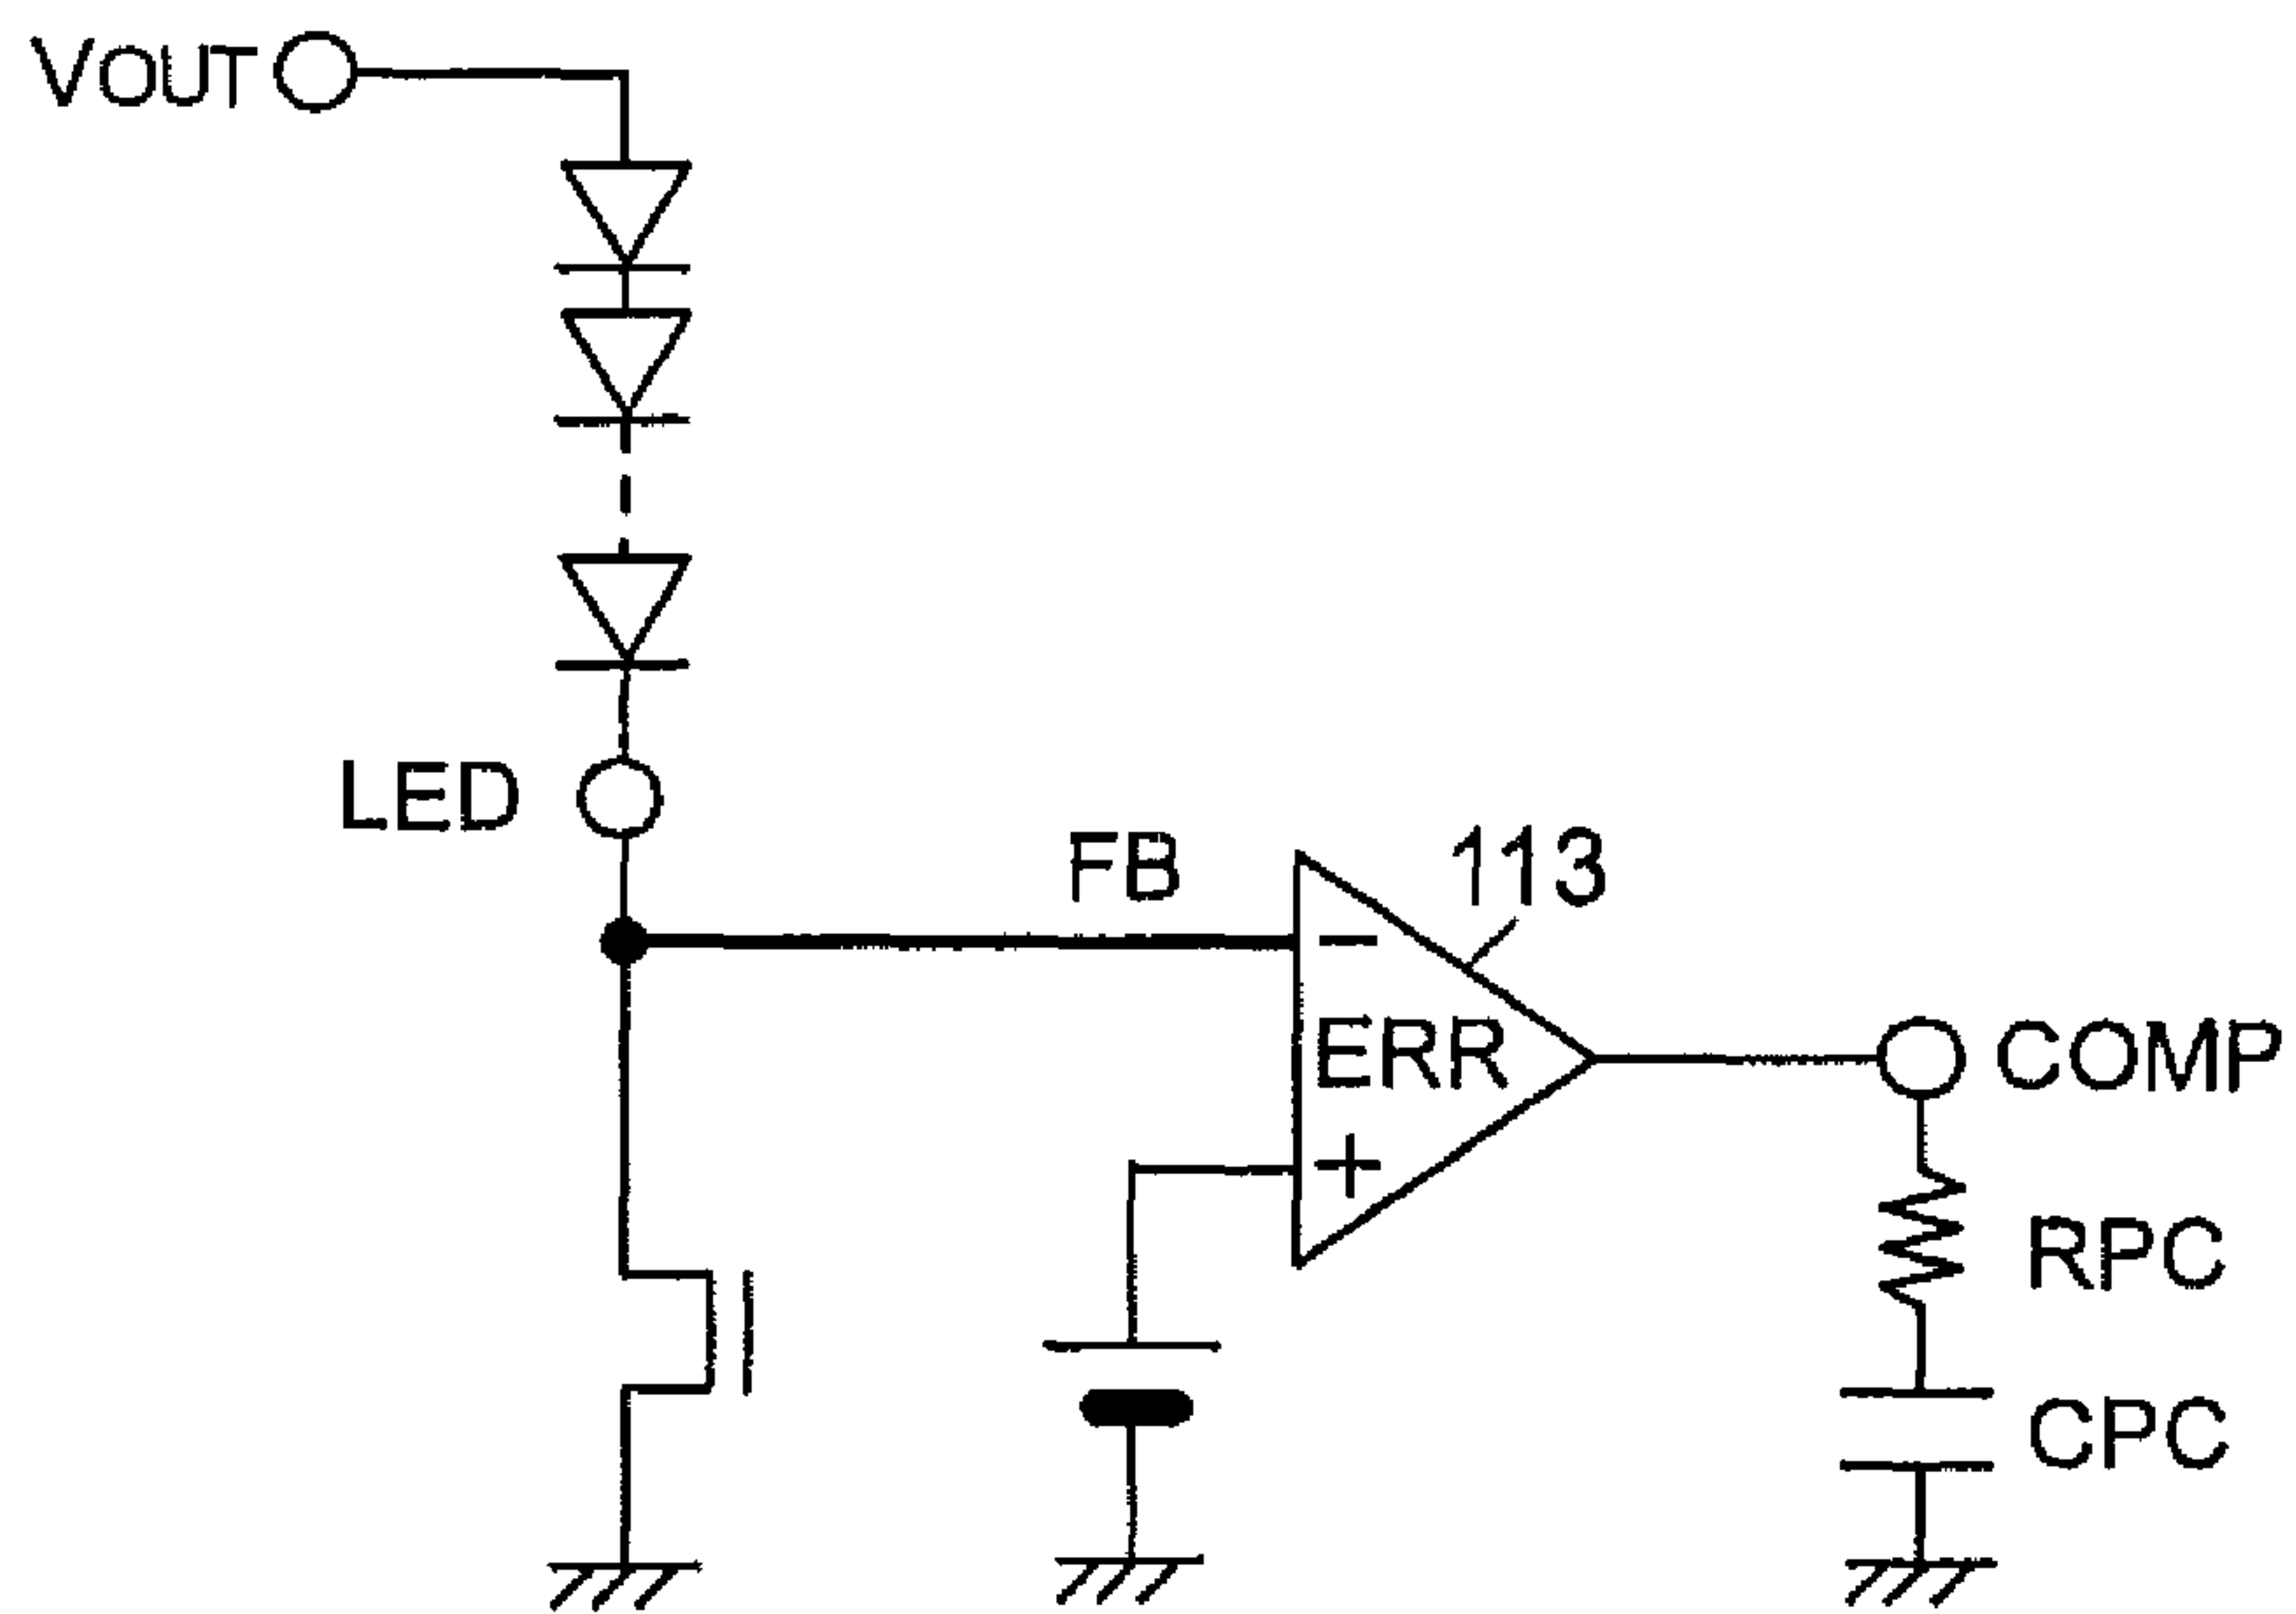 VOUT
LED
FB
113
−
ERR
+
COMP
RPC
CPC